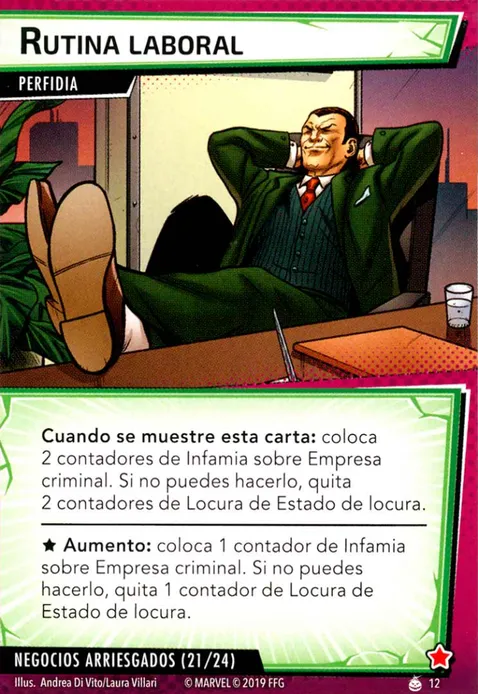 RUTINA LABORAL
PERFIDIA
Cuando se muestre esta carta: coloca
2 contadores de Infamia sobre Empresa
criminal. Si no puedes hacerlo, quita
2 contadores de Locura de Estado de locura.
★ Aumento: coloca 1 contador de Infamia
sobre Empresa criminal. Si no puedes
hacerlo, quita 1 contador de Locura de
Estado de locura.
NEGOCIOS ARRIESGADOS (21/24)
Illus. Andrea Di Vito/Laura Villari © MARVEL © 2019 FFG 12